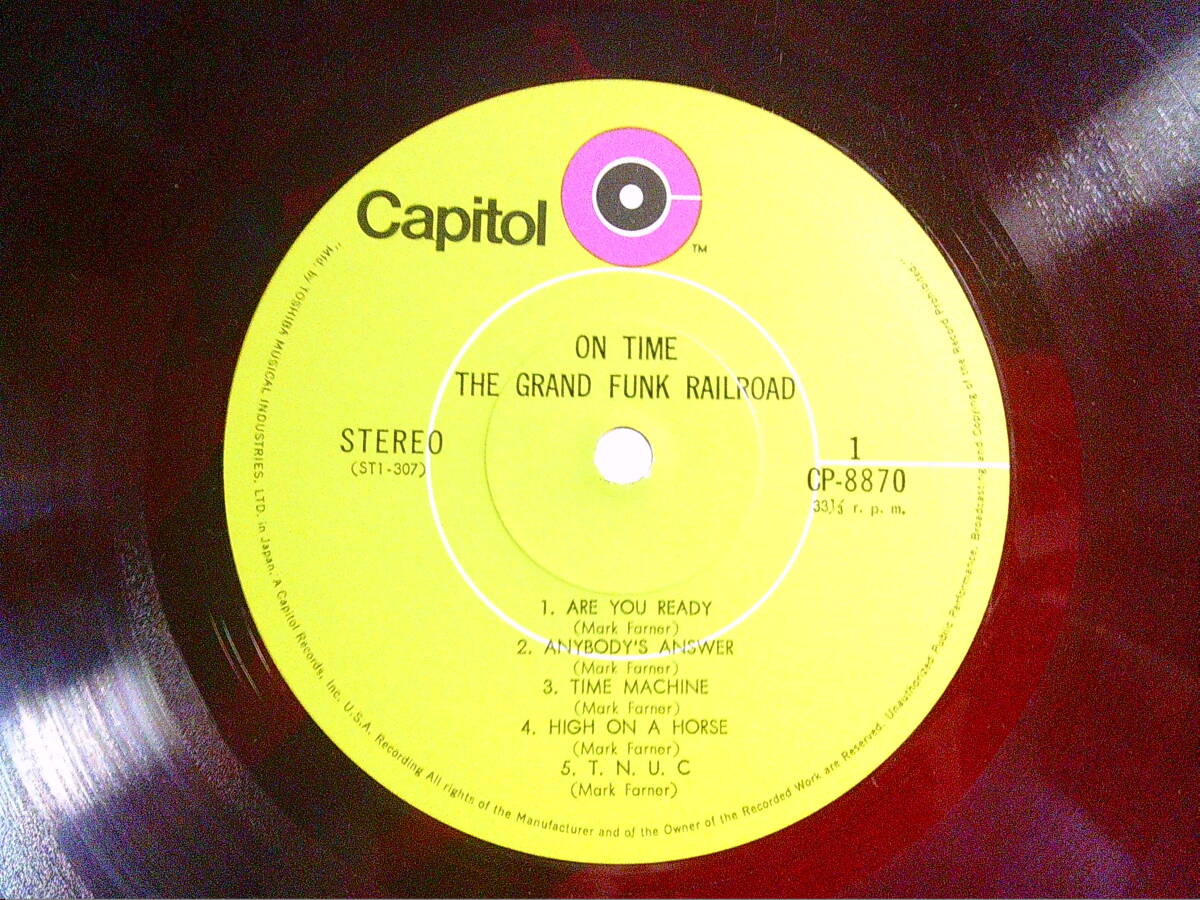 Capitol
TM
ON TIME
THE GRAND FUNK RAILROAD
STEREO
(ST1-307)
1
CP-8870
33⅓ r. p. m.
1. ARE YOU READY
(Mark Farner)
2. ANYBODY'S ANSWER
(Mark Farner)
3. TIME MACHINE
(Mark Farner)
4. HIGH ON A HORSE
(Mark Farner)
5. T. N. U. C
(Mark Farner)
"Mfd. by TOSHIBA MUSICAL INDUSTRIES, LTD. in Japan. A Capitol Records, Inc. U.S.A. Recording All rights of the Manufacturer and of the Owner of the Recorded Work are Reserved. Unauthorized Public Performance, Broadcasting and Copying of the Record Prohibited."